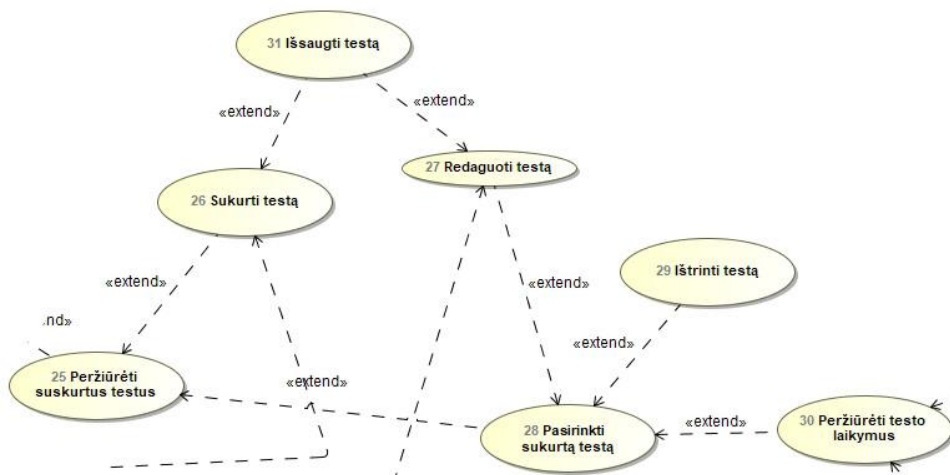 31 Išsaugti testą
«extend»
«extend»
27 Redaguoti testą
26 Sukurti testą
29 Ištrinti testą
«extend»
«extend»
.nd»
«extend»
25 Peržiūrėti
suskurtus testus
«extend»
28 Pasirinkti
sukurtą testą
«extend»
30 Peržiūrėti testo
laikymus